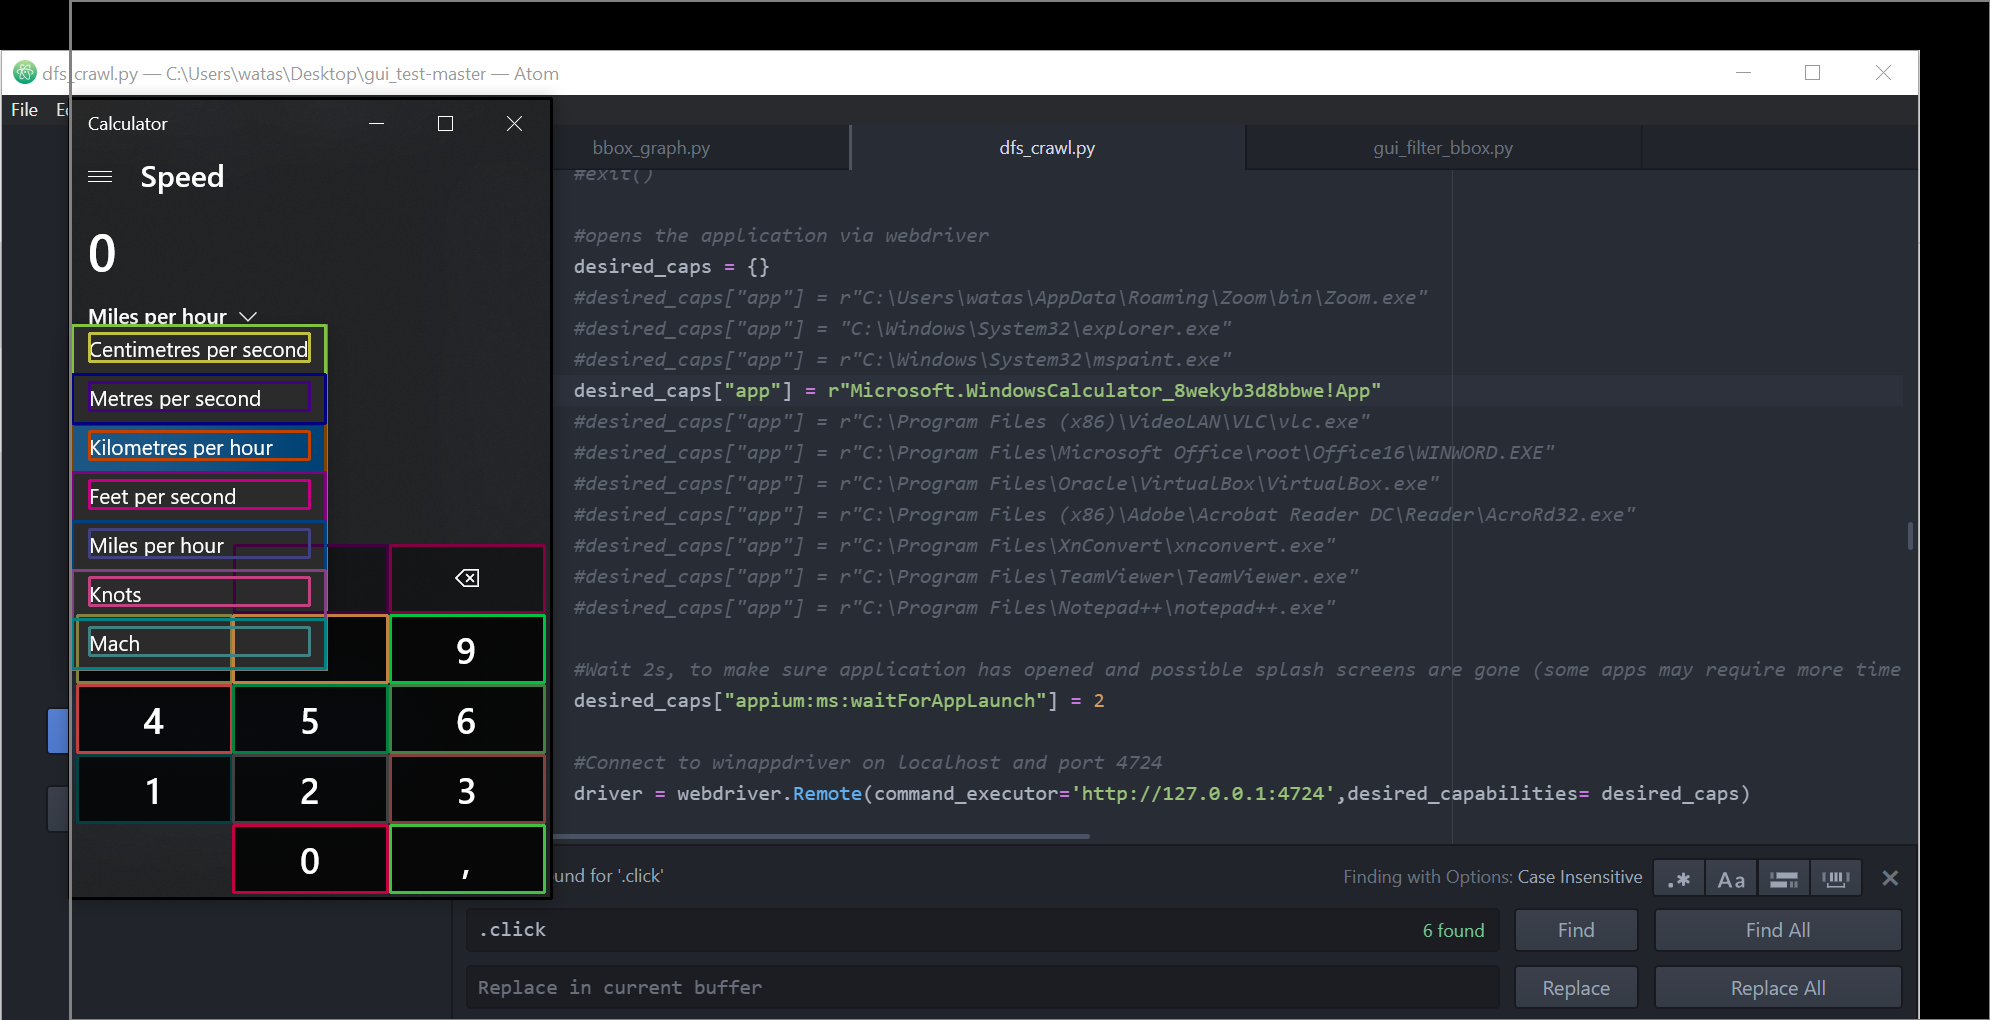 dfs_crawl.py — C:\Users\watas\Desktop\gui_test-master — Atom
File
Calculator
Speed
0
Miles per hour
Centimetres per second
Metres per second
Kilometres per hour
Feet per second
Miles per hour
Knots
Mach
9
4 5 6
1 2 3
0 ,
bbox_graph.py dfs_crawl.py gui_filter_bbox.py
#exit()
#opens the application via webdriver
desired_caps = {}
#desired_caps["app"] = r"C:\Users\watas\AppData\Roaming\Zoom\bin\Zoom.exe"
#desired_caps["app"] = "C:\Windows\System32\explorer.exe"
#desired_caps["app"] = r"C:\Windows\System32\mspaint.exe"
desired_caps["app"] = r"Microsoft.WindowsCalculator_8wekyb3d8bbwe!App"
#desired_caps["app"] = r"C:\Program Files (x86)\VideoLAN\VLC\vlc.exe"
#desired_caps["app"] = r"C:\Program Files\Microsoft Office\root\Office16\WINWORD.EXE"
#desired_caps["app"] = r"C:\Program Files\Oracle\VirtualBox\VirtualBox.exe"
#desired_caps["app"] = r"C:\Program Files (x86)\Adobe\Acrobat Reader DC\Reader\AcroRd32.exe"
#desired_caps["app"] = r"C:\Program Files\XnConvert\xnconvert.exe"
#desired_caps["app"] = r"C:\Program Files\TeamViewer\TeamViewer.exe"
#desired_caps["app"] = r"C:\Program Files\Notepad++\notepad++.exe"
#Wait 2s, to make sure application has opened and possible splash screens are gone (some apps may require more time
desired_caps["appium:ms:waitForAppLaunch"] = 2
#Connect to winappdriver on localhost and port 4724
driver = webdriver.Remote(command_executor='http://127.0.0.1:4724',desired_capabilities= desired_caps)
und for '.click' Finding with Options: Case Insensitive .* Aa
.click 6 found Find Find All
Replace in current buffer Replace Replace All